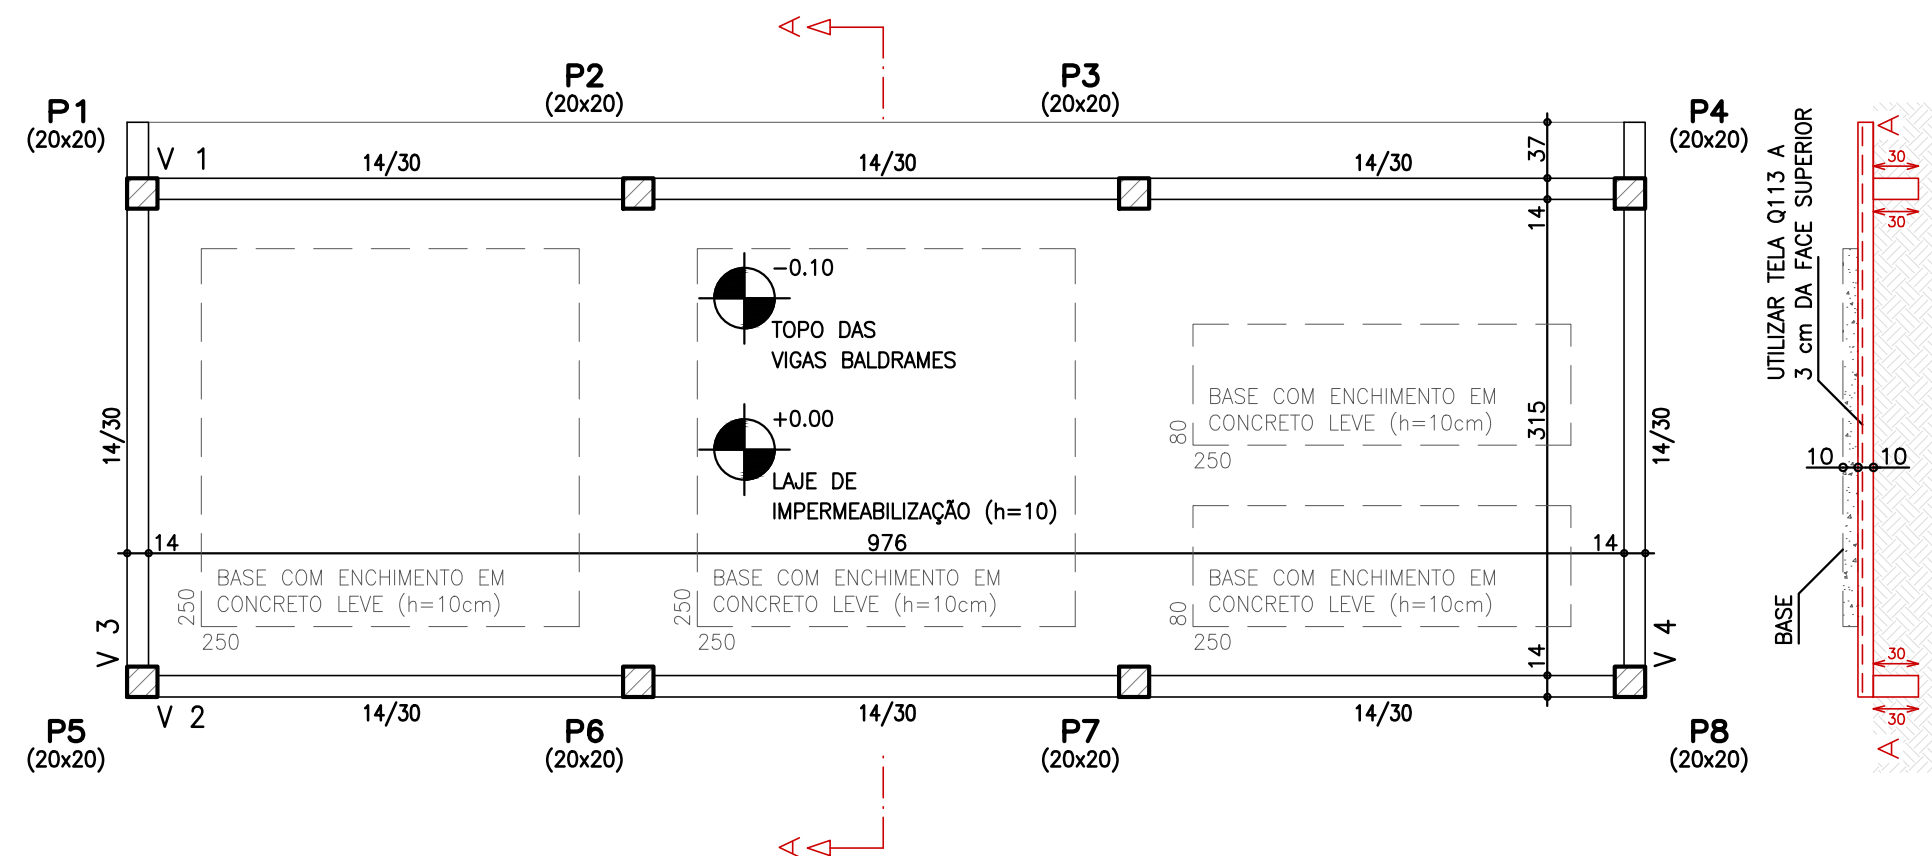 A
P2
(20x20)
P3
(20x20)
P1
(20x20)
P4
(20x20)
V 1
14/30
14/30
14/30
37
14
-0.10
TOPO DAS
VIGAS BALDRAMES
+0.00
LAJE DE
IMPERMEABILIZAÇÃO (h=10)
BASE COM ENCHIMENTO EM
CONCRETO LEVE (h=10cm)
80
250
315
14/30
14/30
14
976
14
BASE COM ENCHIMENTO EM
CONCRETO LEVE (h=10cm)
250
250
BASE COM ENCHIMENTO EM
CONCRETO LEVE (h=10cm)
250
250
BASE COM ENCHIMENTO EM
CONCRETO LEVE (h=10cm)
80
250
V 3
V 4
14
V 2
14/30
14/30
14/30
P5
(20x20)
P6
(20x20)
P7
(20x20)
P8
(20x20)
A
UTILIZAR TELA Q113 A
3 cm DA FACE SUPERIOR
A
30
30
10
10
BASE
30
30
A